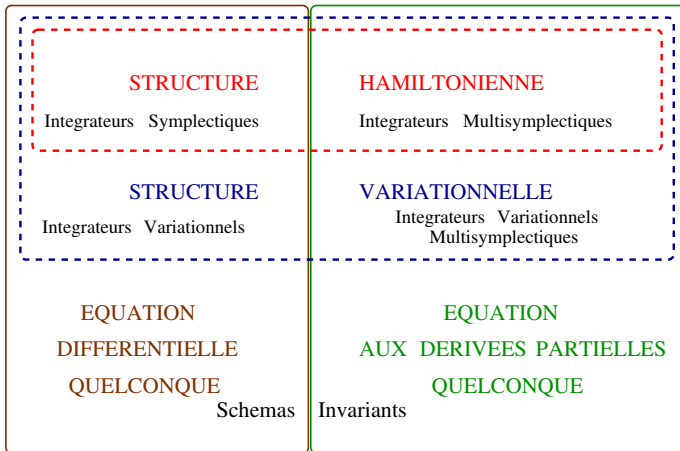 STRUCTURE HAMILTONIENNE
Integrateurs Symplectiques Integrateurs Multisymplectiques
STRUCTURE VARIATIONNELLE
Integrateurs Variationnels Integrateurs Variationnels
Multisymplectiques
EQUATION EQUATION
DIFFERENTIELLE AUX DERIVEES PARTIELLES
QUELCONQUE QUELCONQUE
Schemas Invariants